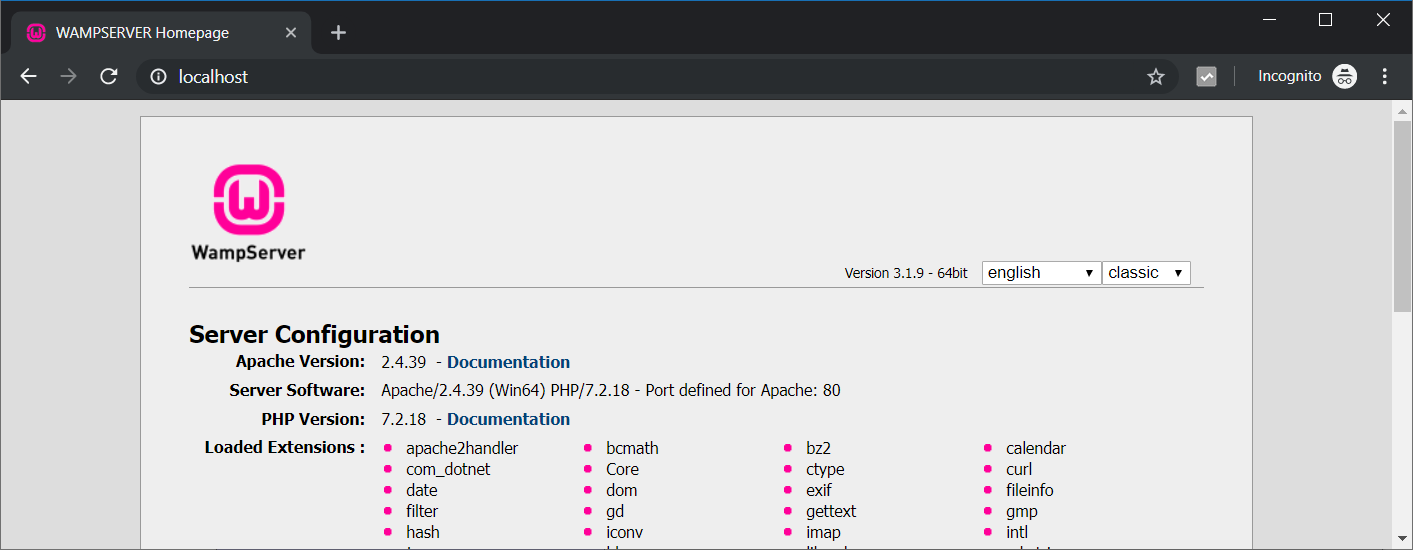 WAMPSERVER Homepage
localhost
Incognito
WampServer
Version 3.1.9 - 64bit english classic
Server Configuration
Apache Version: 2.4.39 - Documentation
Server Software: Apache/2.4.39 (Win64) PHP/7.2.18 - Port defined for Apache: 80
PHP Version: 7.2.18 - Documentation
Loaded Extensions : apache2handler bcmath bz2 calendar
com_dotnet Core ctype curl
date dom exif fileinfo
filter gd gettext gmp
hash iconv imap intl